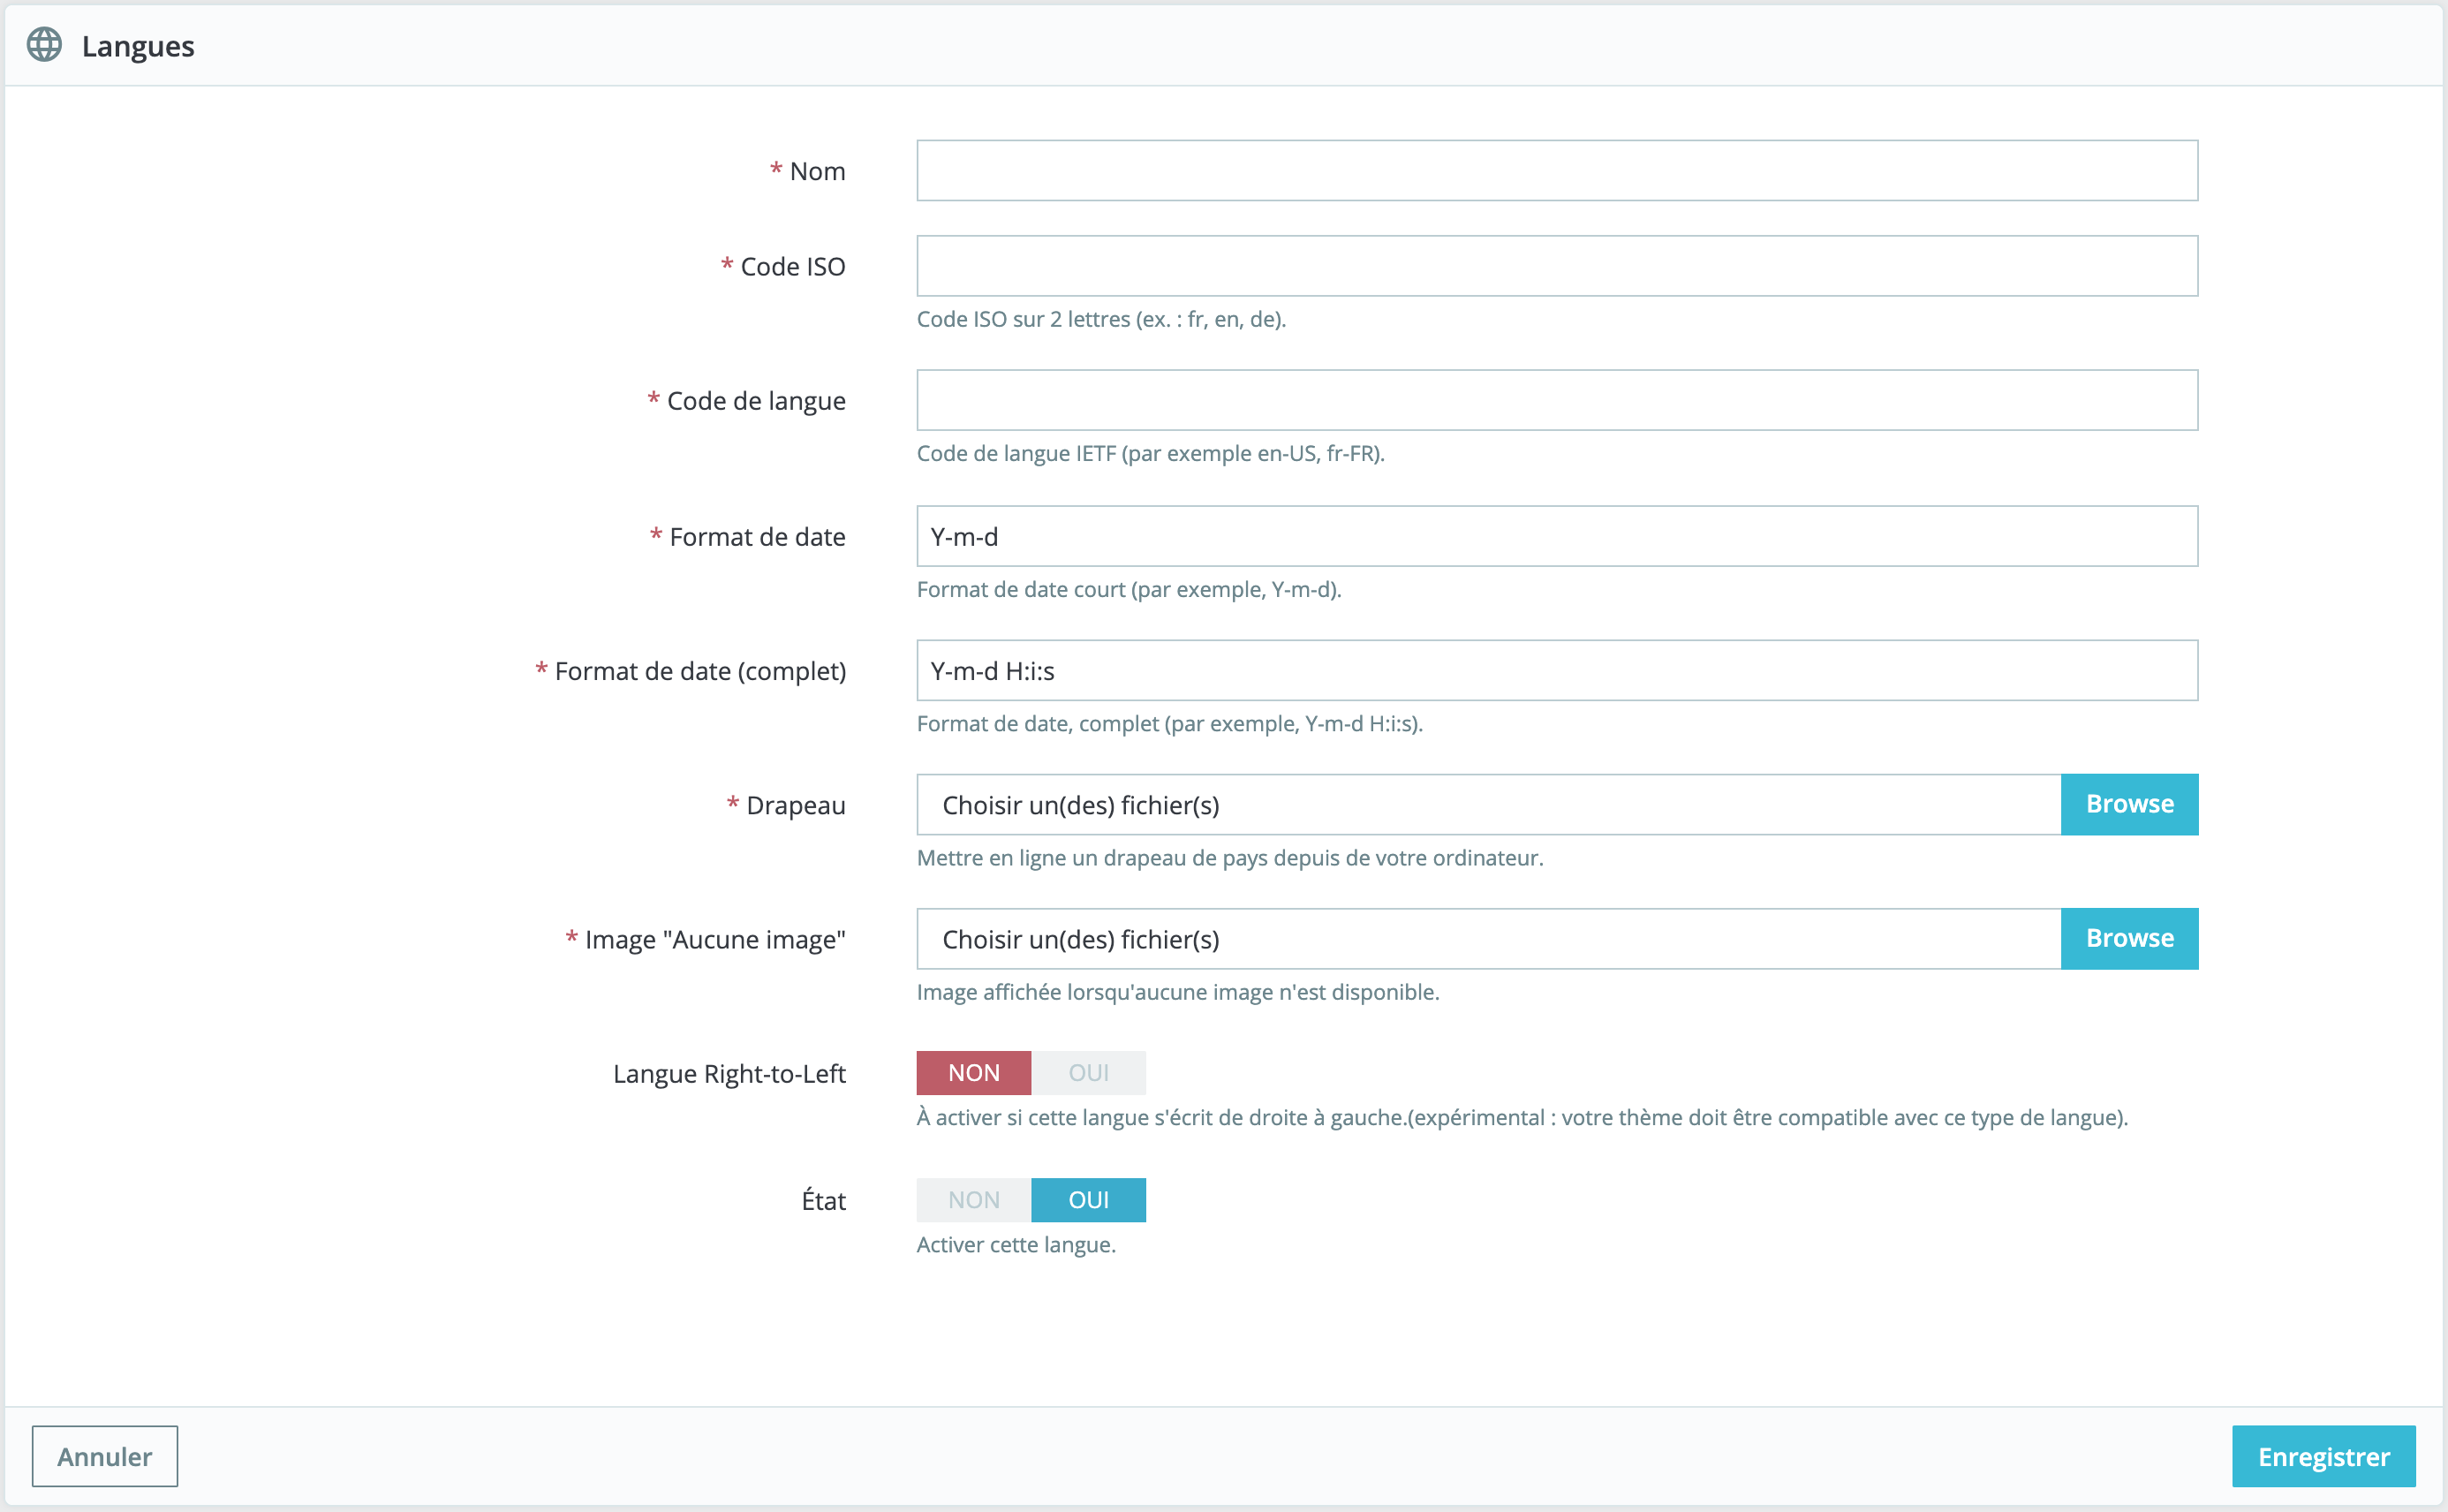 Langues
* Nom
* Code ISO
Code ISO sur 2 lettres (ex. : fr, en, de).
* Code de langue
Code de langue IETF (par exemple en-US, fr-FR).
* Format de date
Y-m-d
Format de date court (par exemple, Y-m-d).
* Format de date (complet)
Y-m-d H:i:s
Format de date, complet (par exemple, Y-m-d H:i:s).
* Drapeau
Choisir un(des) fichier(s)
Browse
Mettre en ligne un drapeau de pays depuis de votre ordinateur.
* Image "Aucune image"
Choisir un(des) fichier(s)
Browse
Image affichée lorsqu'aucune image n'est disponible.
Langue Right-to-Left
NON
OUI
À activer si cette langue s'écrit de droite à gauche.(expérimental : votre thème doit être compatible avec ce type de langue).
État
NON
OUI
Activer cette langue.
Annuler
Enregistrer